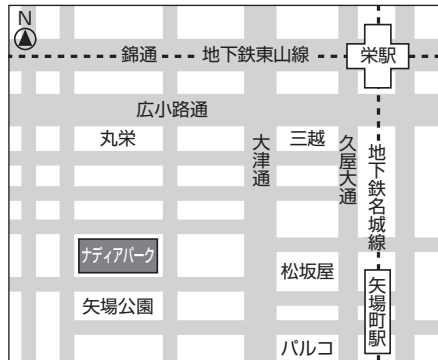 N
錦通
地下鉄東山線
栄駅
広小路通
丸栄
大津通
三越
久屋大通
地下鉄名城線
ナディアパーク
松坂屋
矢場公園
矢場町駅
パルコ